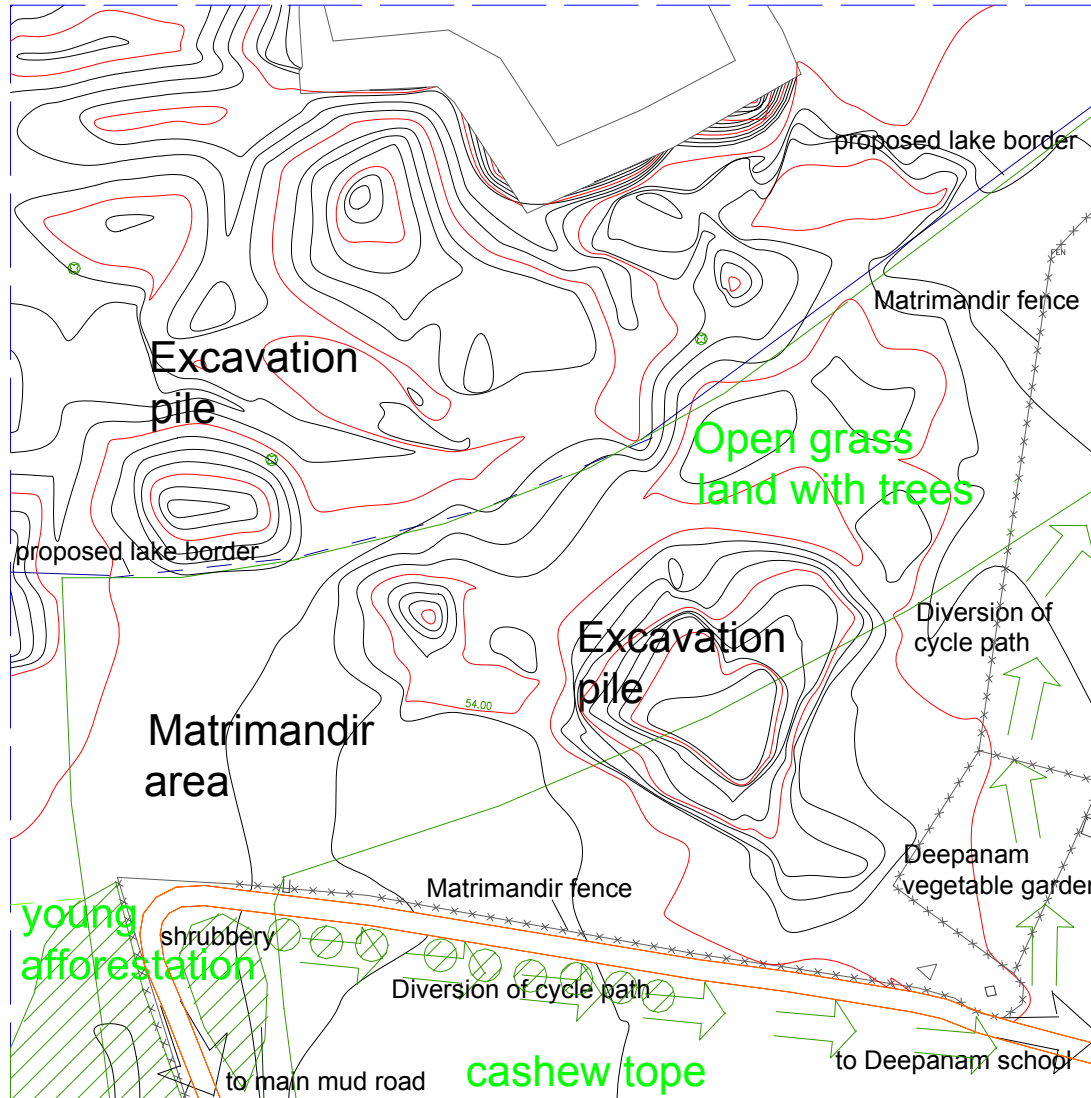 proposed lake border
FEN
Matrimandir fence
Excavation
pile
Open grass
land with trees
proposed lake border
Diversion of
cycle path
Excavation
pile
54.00
Matrimandir
area
Deepanam
vegetable garden
Matrimandir fence
young
afforestation
shrubbery
Diversion of cycle path
to Deepanam school
cashew tope
to main mud road